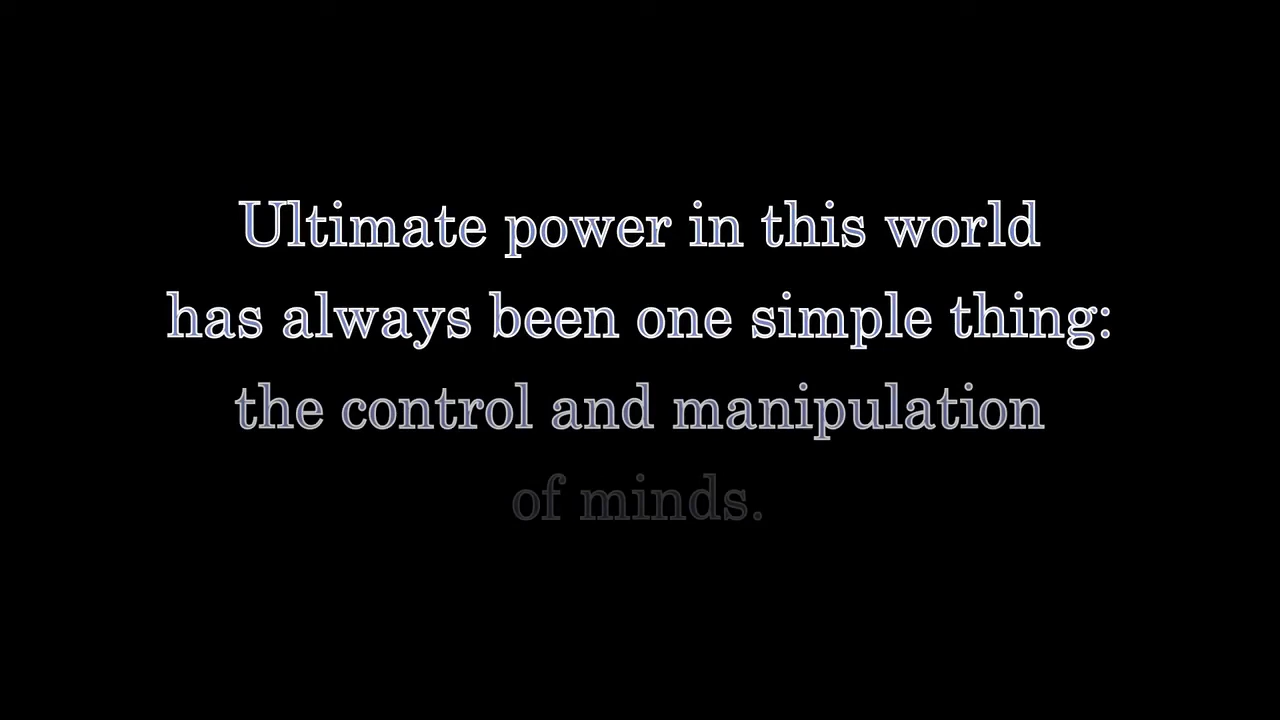 Ultimate power in this world
has always been one simple thing:
the control and manipulation
of minds.